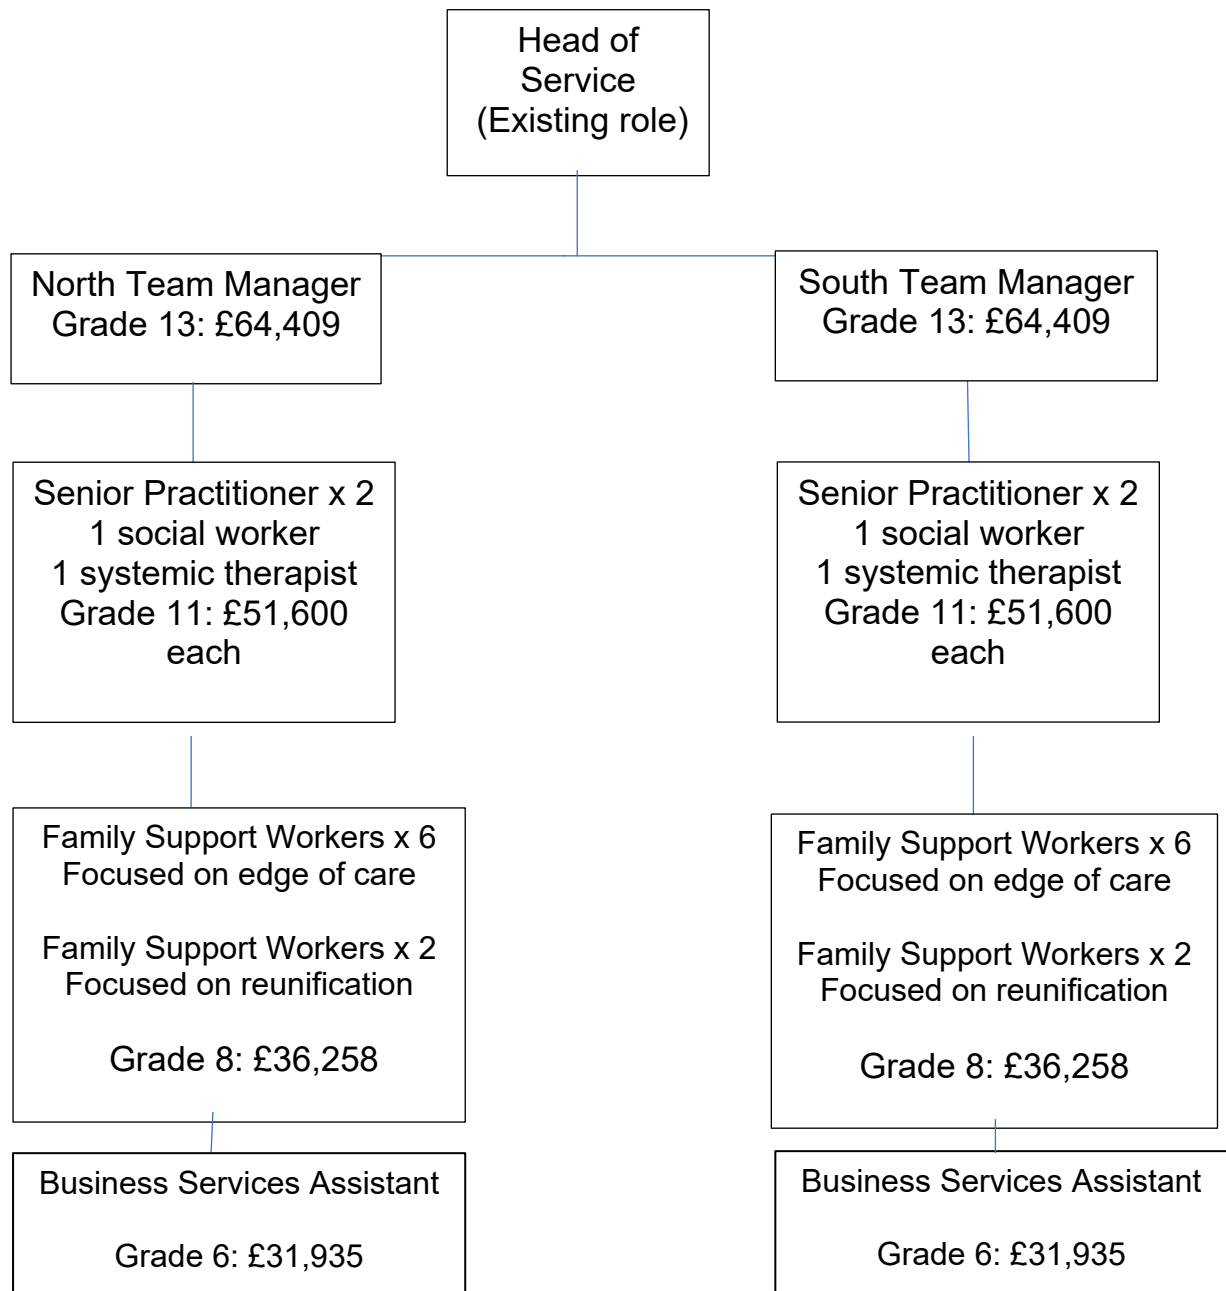 Head of
Service
(Existing role)
North Team Manager
Grade 13: £64,409
South Team Manager
Grade 13: £64,409
Senior Practitioner x 2
1 social worker
1 systemic therapist
Grade 11: £51,600
each
Senior Practitioner x 2
1 social worker
1 systemic therapist
Grade 11: £51,600
each
Family Support Workers x 6
Focused on edge of care
Family Support Workers x 2
Focused on reunification
Grade 8: £36,258
Family Support Workers x 6
Focused on edge of care
Family Support Workers x 2
Focused on reunification
Grade 8: £36,258
Business Services Assistant
Grade 6: £31,935
Business Services Assistant
Grade 6: £31,935